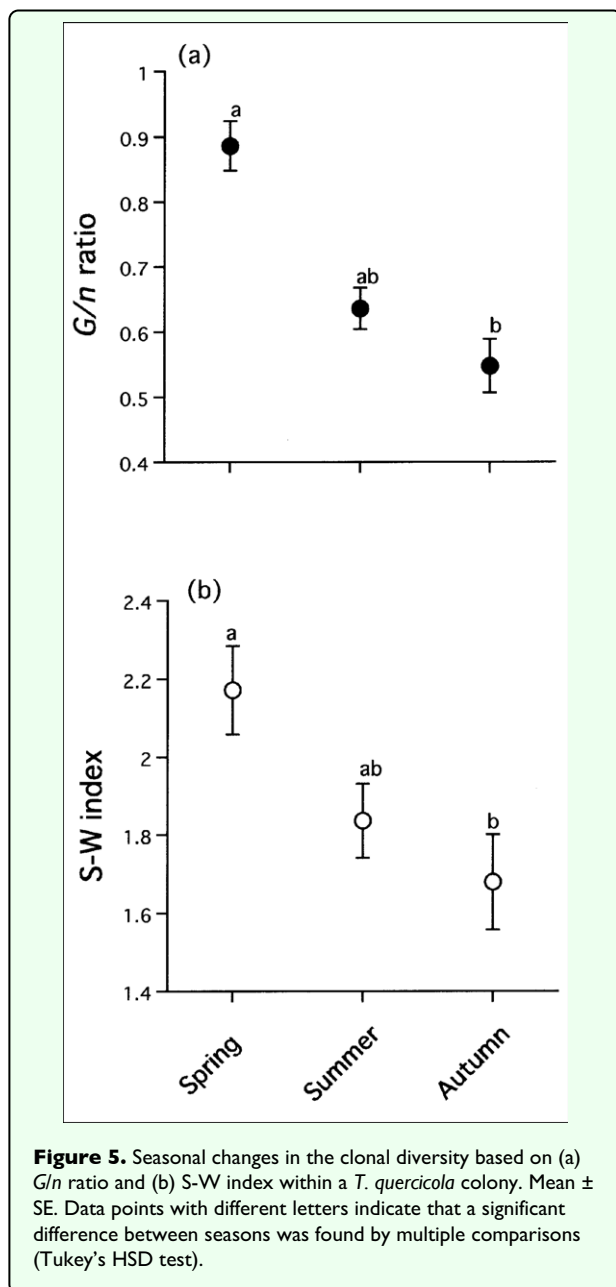 (a)
1
a
0.9
0.8
G/n ratio
0.7
ab
0.6
b
0.5
0.4
(b)
2.4
a
2.2
2
ab
S-W index
1.8
b
1.6
1.4
Spring
Summer
Autumn
Figure 5. Seasonal changes in the clonal diversity based on (a)
G/n ratio and (b) S-W index within a T. quercicola colony. Mean ±
SE. Data points with different letters indicate that a significant
difference between seasons was found by multiple comparisons
(Tukey's HSD test).